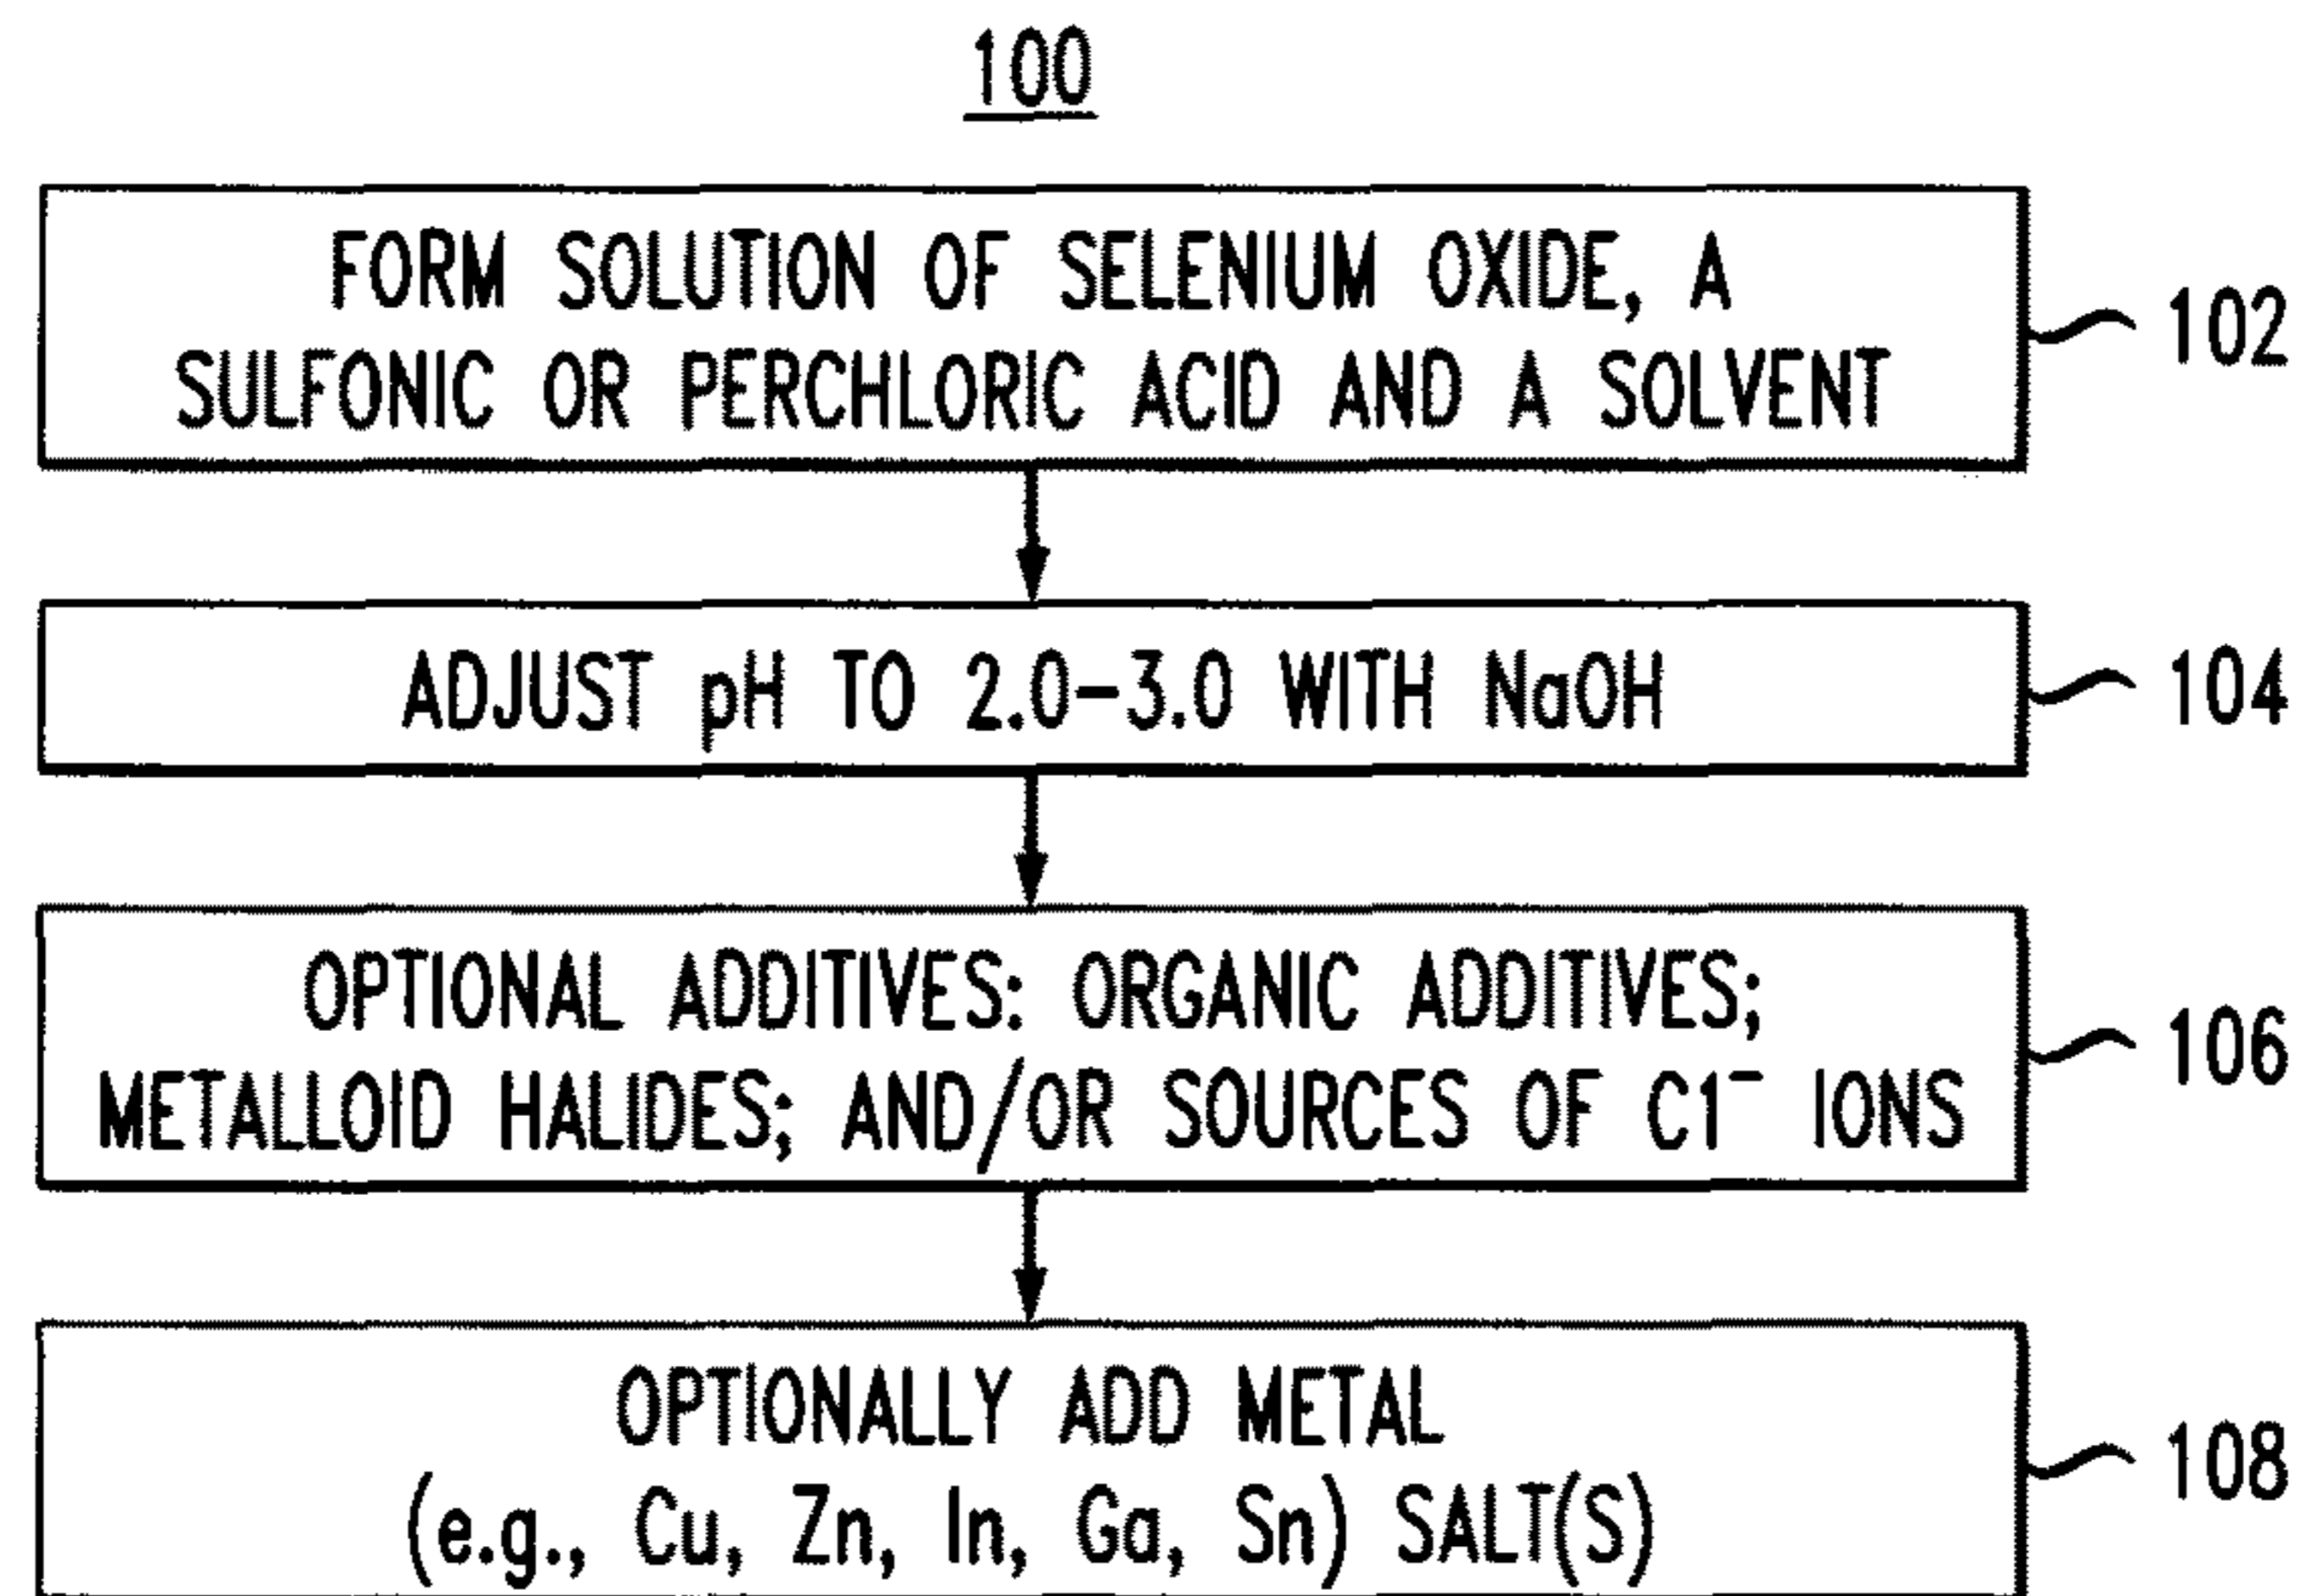 100
FORM SOLUTION OF SELENIUM OXIDE, A
SULFONIC OR PERCHLORIC ACID AND A SOLVENT
102
ADJUST pH TO 2.0-3.0 WITH NaOH
104
OPTIONAL ADDITIVES: ORGANIC ADDITIVES;
METALLOID HALIDES; AND/OR SOURCES OF C1⁻ IONS
106
OPTIONALLY ADD METAL
(e.g., Cu, Zn, In, Ga, Sn) SALT(S)
108